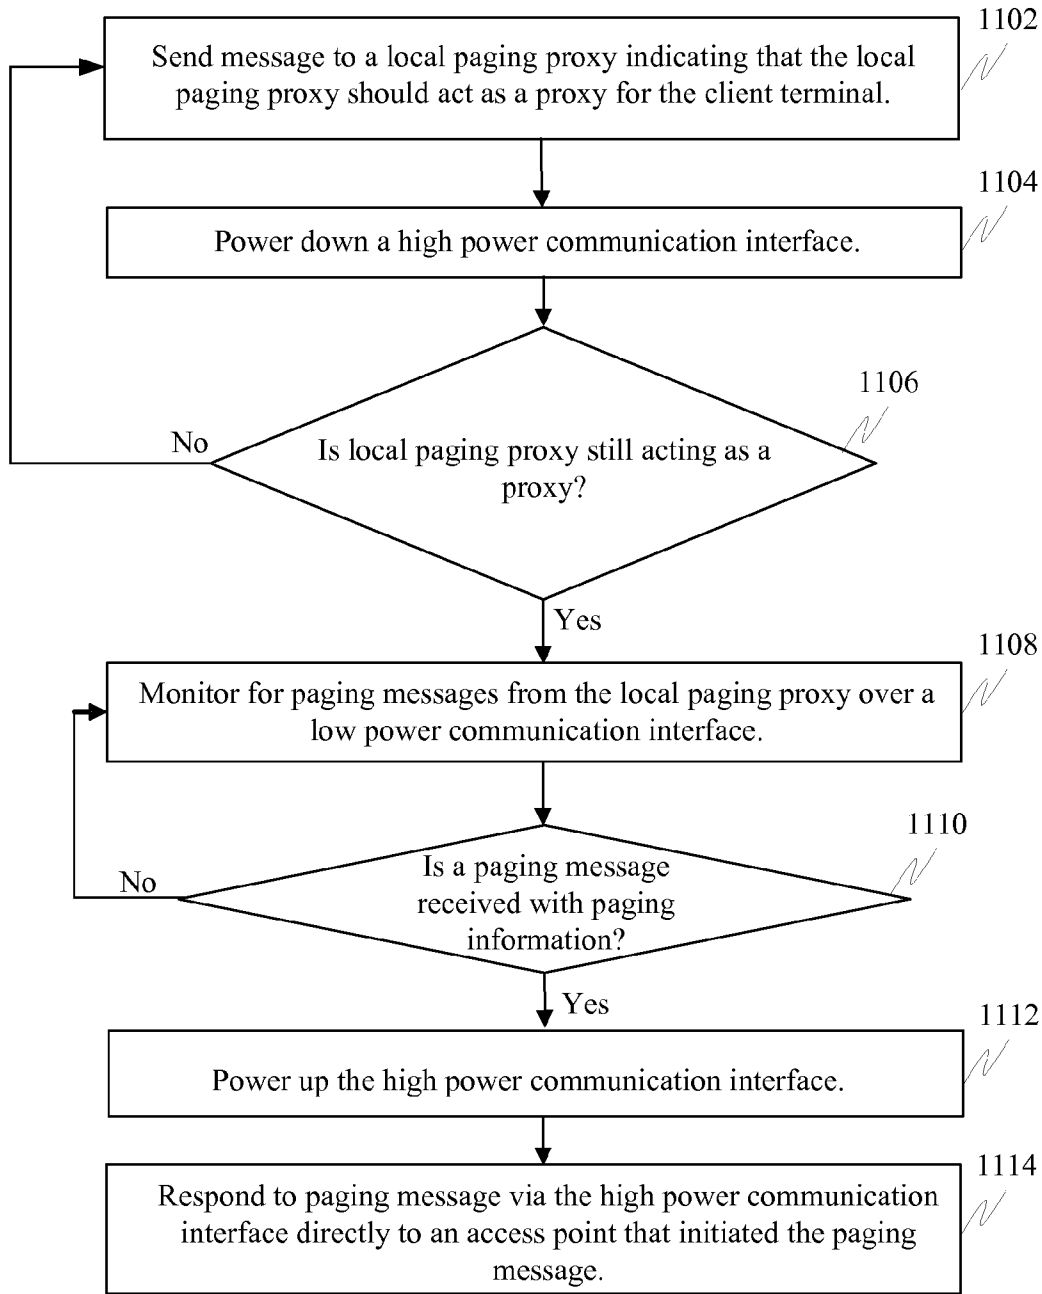 1102
Send message to a local paging proxy indicating that the local
paging proxy should act as a proxy for the client terminal.
1104
Power down a high power communication interface.
1106
No
Is local paging proxy still acting as a
proxy?
Yes
1108
Monitor for paging messages from the local paging proxy over a
low power communication interface.
1110
No
Is a paging message
received with paging
information?
Yes
1112
Power up the high power communication interface.
1114
Respond to paging message via the high power communication
interface directly to an access point that initiated the paging
message.